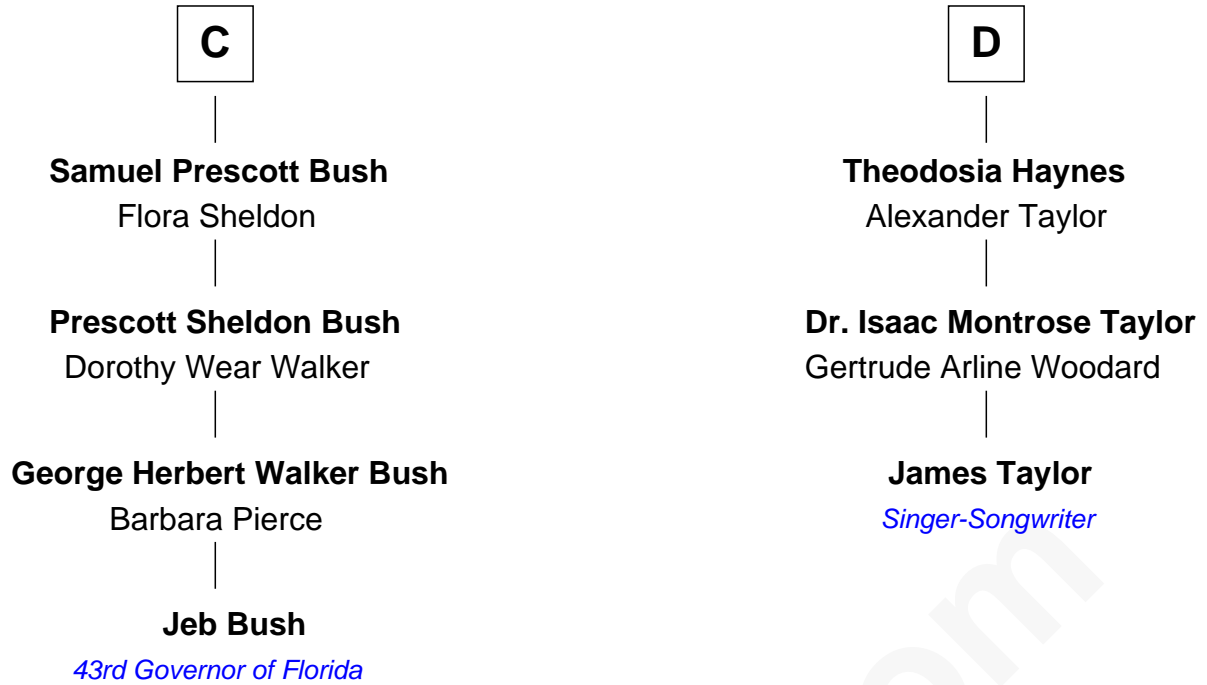 C
Samuel Prescott Bush
Flora Sheldon
Prescott Sheldon Bush
Dorothy Wear Walker
George Herbert Walker Bush
Barbara Pierce
Jeb Bush
43rd Governor of Florida
D
Theodosia Haynes
Alexander Taylor
Dr. Isaac Montrose Taylor
Gertrude Arline Woodard
James Taylor
Singer-Songwriter
om